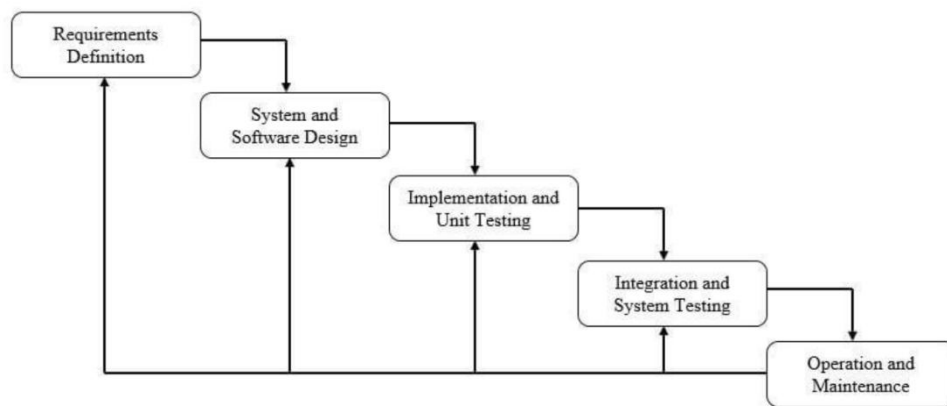 Requirements
Definition
System and
Software Design
Implementation and
Unit Testing
Integration and
System Testing
Operation and
Maintenance